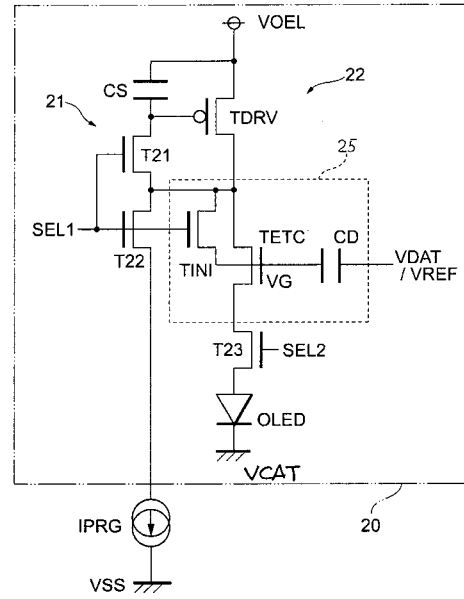 VOEL
CS
21
22
TDRV
25
T21
SEL1
TETC
CD
VDAT
/ VREF
T22
TINI
VG
T23
SEL2
OLED
VCAT
IPRG
20
VSS